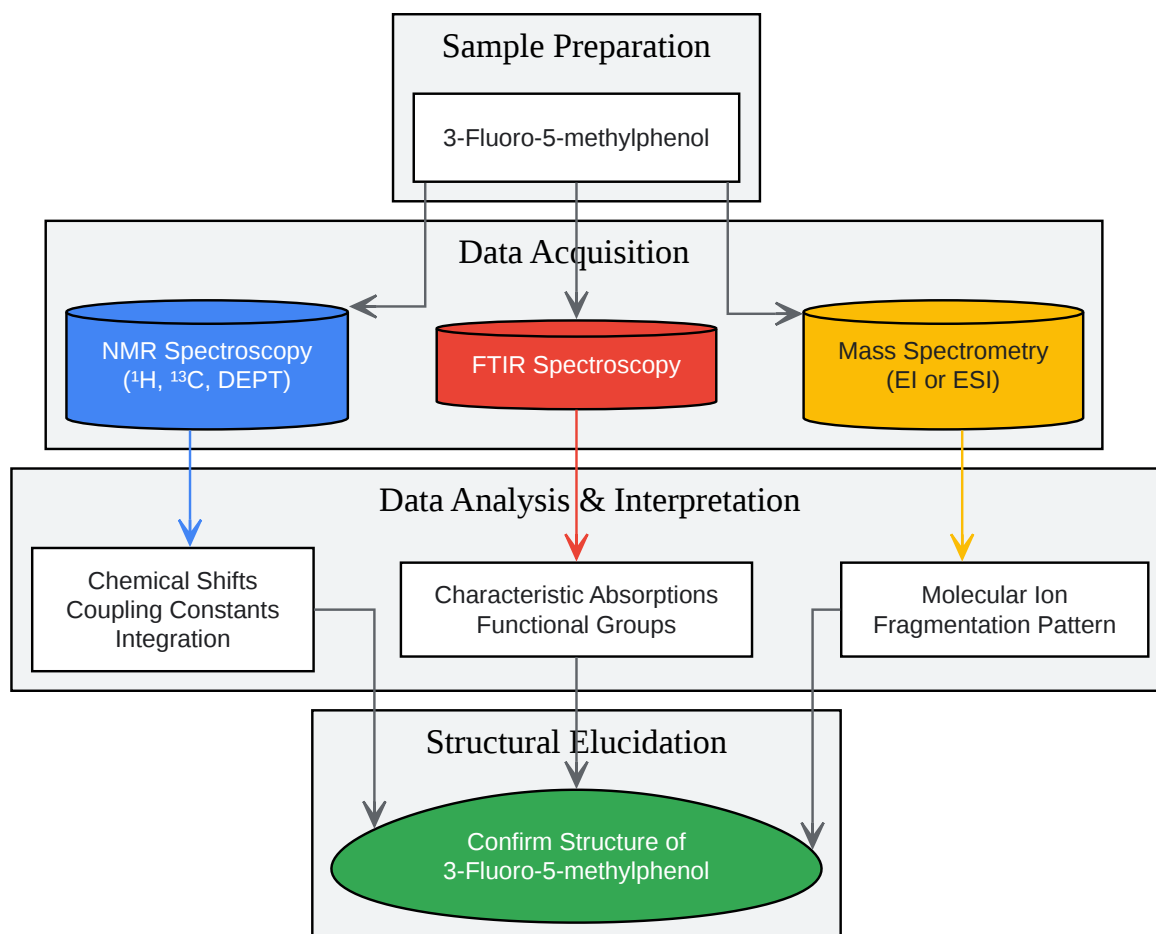 Sample Preparation
3-Fluoro-5-methylphenol
Data Acquisition
NMR Spectroscopy
(¹H, ¹³C, DEPT)
FTIR Spectroscopy
Mass Spectrometry
(EI or ESI)
Data Analysis & Interpretation
Chemical Shifts
Coupling Constants
Integration
Characteristic Absorptions
Functional Groups
Molecular Ion
Fragmentation Pattern
Structural Elucidation
Confirm Structure of
3-Fluoro-5-methylphenol